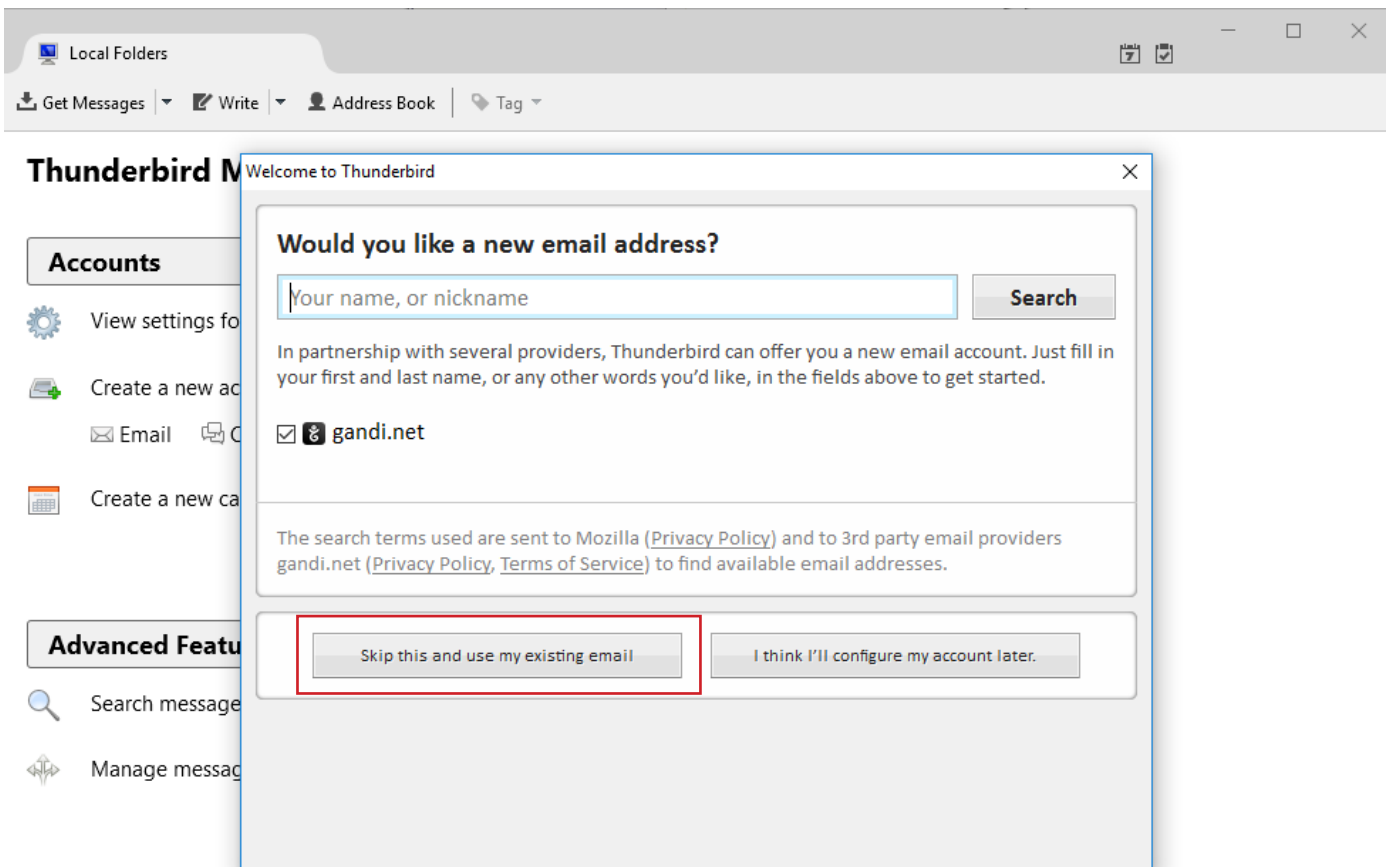 Local Folders
7
Get Messages Write Address Book Tag
Thunderbird M
Welcome to Thunderbird
Accounts
View settings fo
Create a new ac
Email
Create a new ca
Advanced Featu
Search message
Manage messag
Would you like a new email address?
Your name, or nickname Search
In partnership with several providers, Thunderbird can offer you a new email account. Just fill in
your first and last name, or any other words you'd like, in the fields above to get started.
gandi.net
The search terms used are sent to Mozilla (Privacy Policy) and to 3rd party email providers
gandi.net (Privacy Policy, Terms of Service) to find available email addresses.
Skip this and use my existing email I think I'll configure my account later.